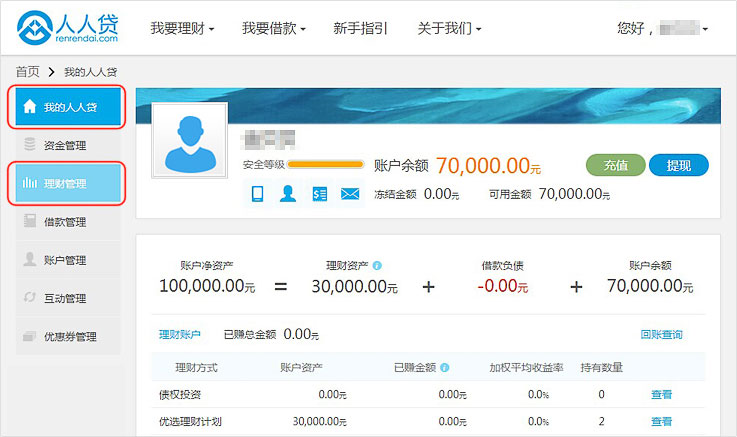 人人贷 我要理财 我要借款 新手指引 关于我们 您好，
renrendai.com
首页 > 我的人人贷
我的人人贷
资金管理
理财管理
借款管理
账户管理
互动管理
优惠券管理
安全等级 账户余额 70,000.00元 充值 提现
冻结金额 0.00元 可用金额 70,000.00元
账户净资产 理财资产 借款负债 账户余额
100,000.00元 = 30,000.00元 + -0.00元 + 70,000.00元
理财账户 已赚总金额 0.00元 回账查询
理财方式 账户资产 已赚金额 加权平均收益率 持有数量
债权投资 0.00元 0.00元 0.0% 0 查看
优选理财计划 30,000.00元 0.00元 0.0% 2 查看